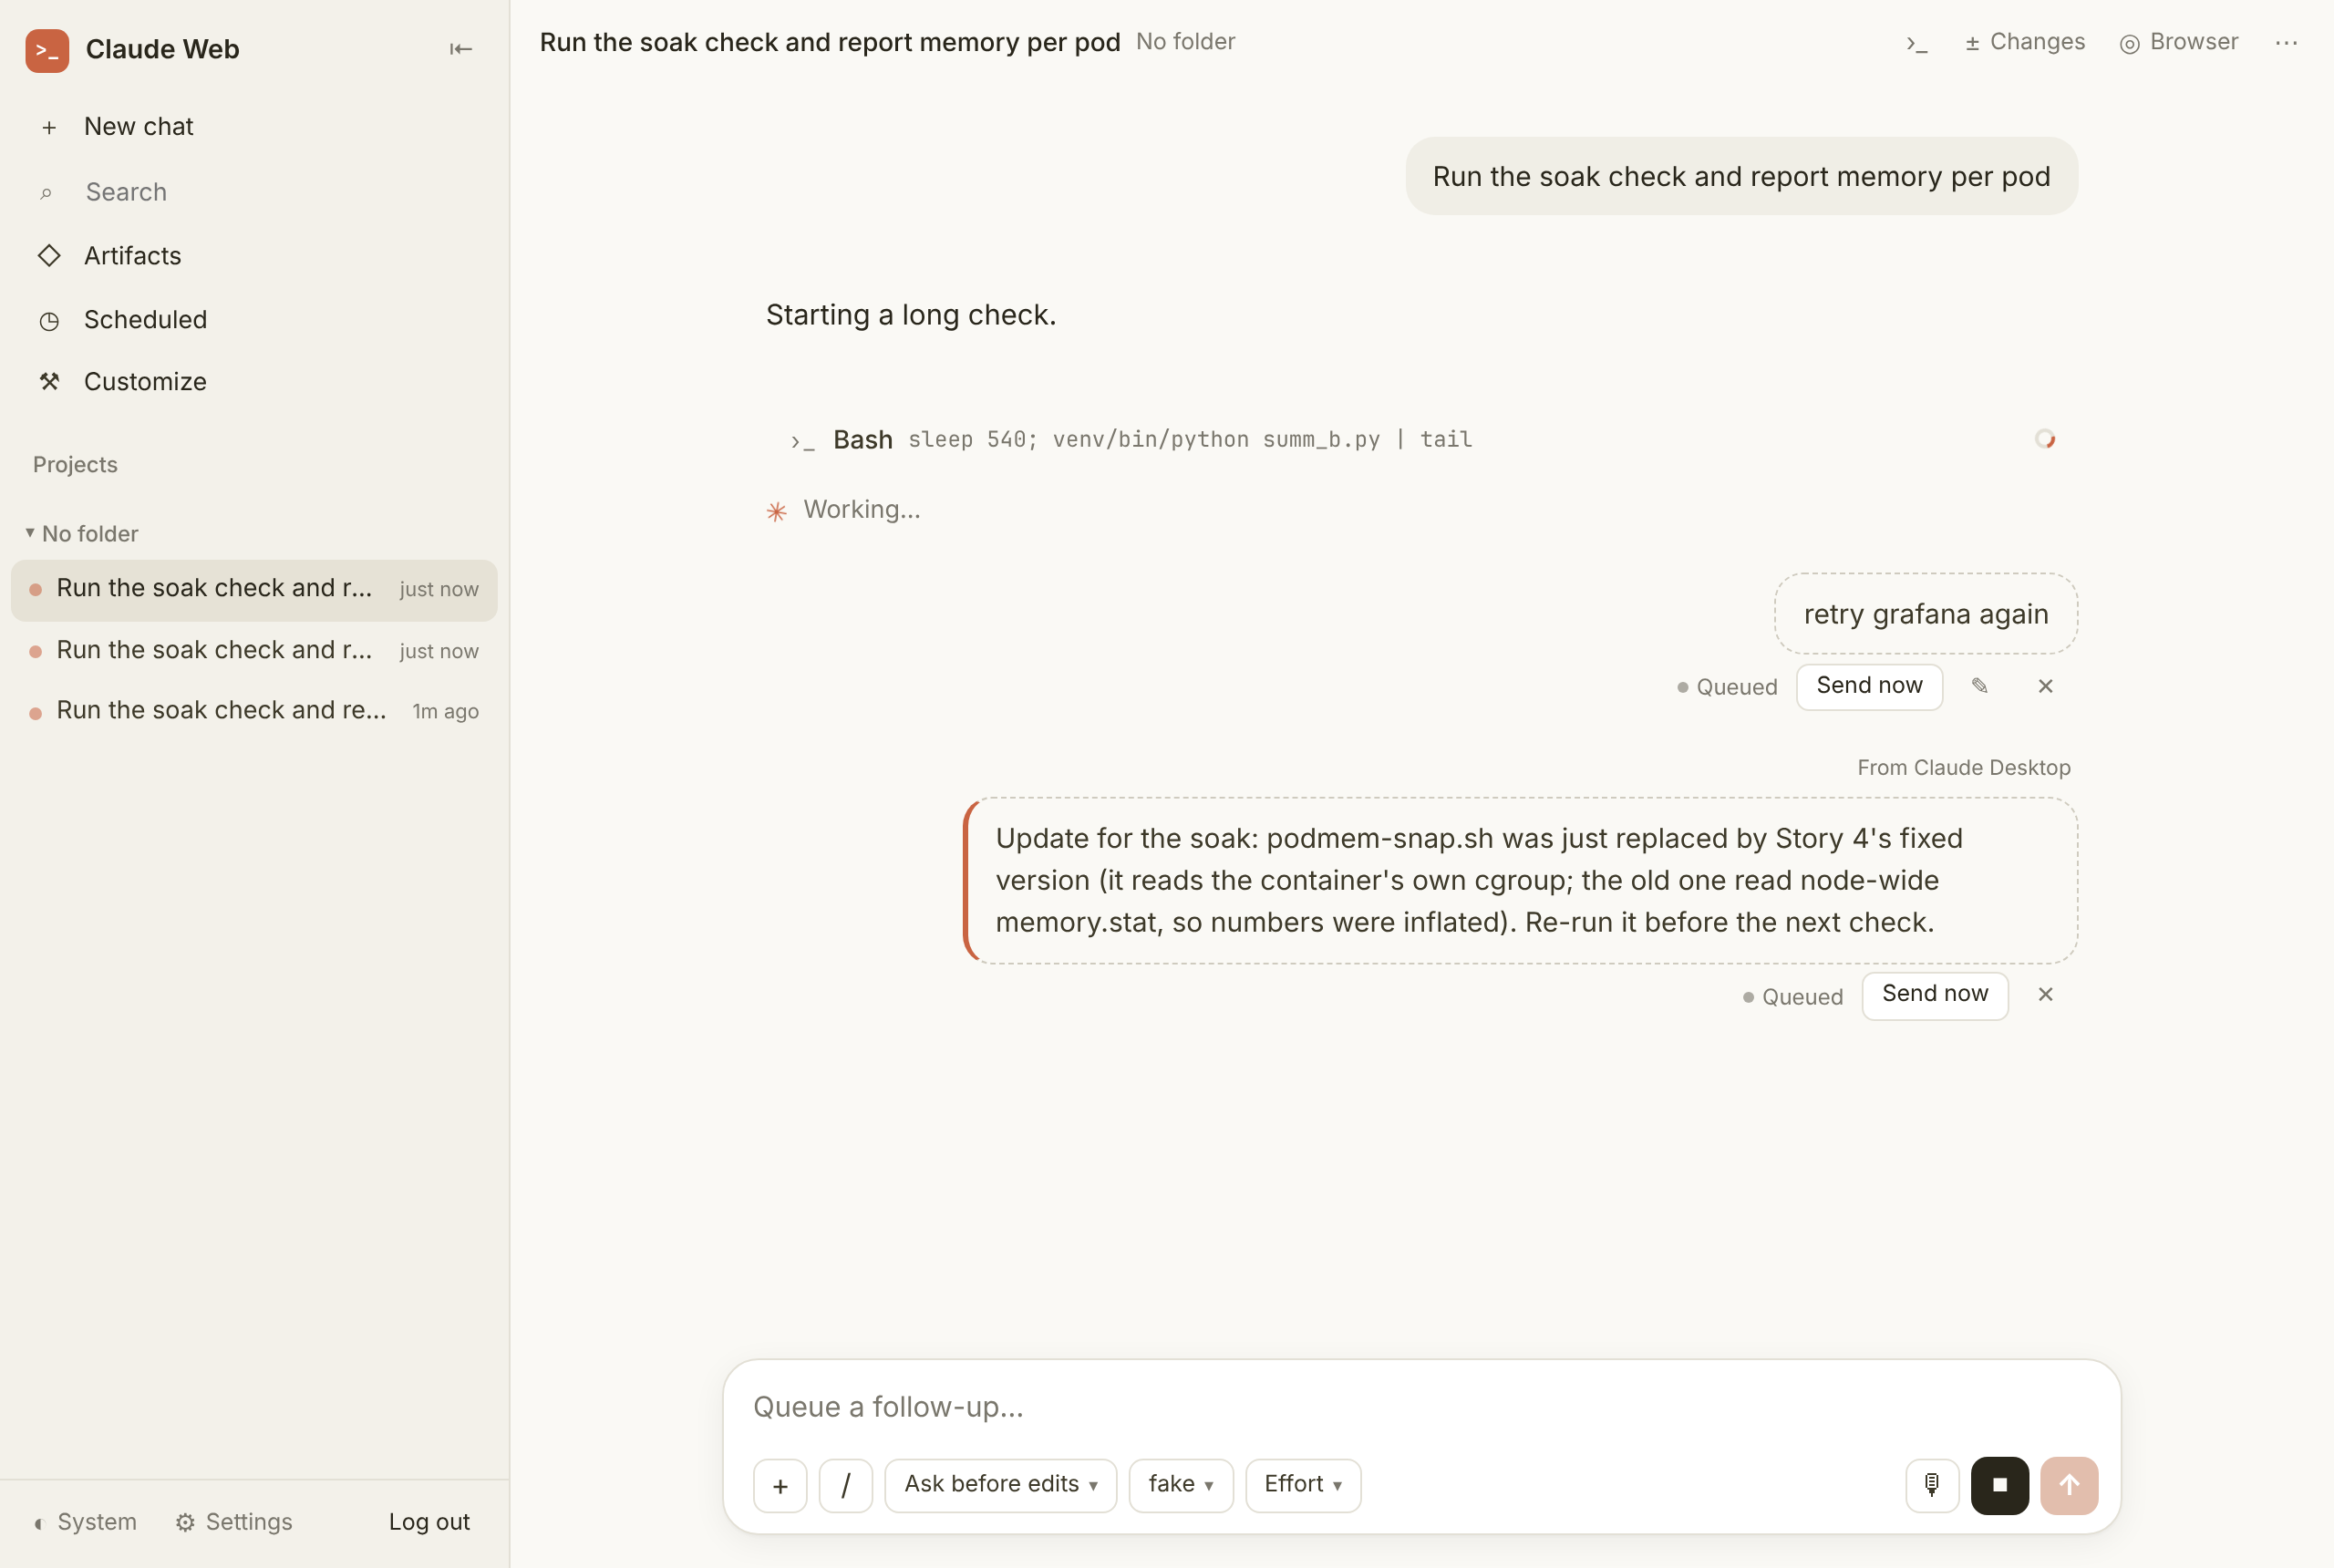 >_ Claude Web
New chat
Search
Artifacts
Scheduled
Customize
Projects
No folder
Run the soak check and r... just now
Run the soak check and r... just now
Run the soak check and re... 1m ago
System Settings Log out
Run the soak check and report memory per pod No folder
>_ ± Changes Browser ...
Run the soak check and report memory per pod
Starting a long check.
>_ Bash sleep 540; venv/bin/python summ_b.py | tail
Working...
retry grafana again
Queued Send now
From Claude Desktop
Update for the soak: podmem-snap.sh was just replaced by Story 4's fixed
version (it reads the container's own cgroup; the old one read node-wide
memory.stat, so numbers were inflated). Re-run it before the next check.
Queued Send now
Queue a follow-up...
+ / Ask before edits fake Effort